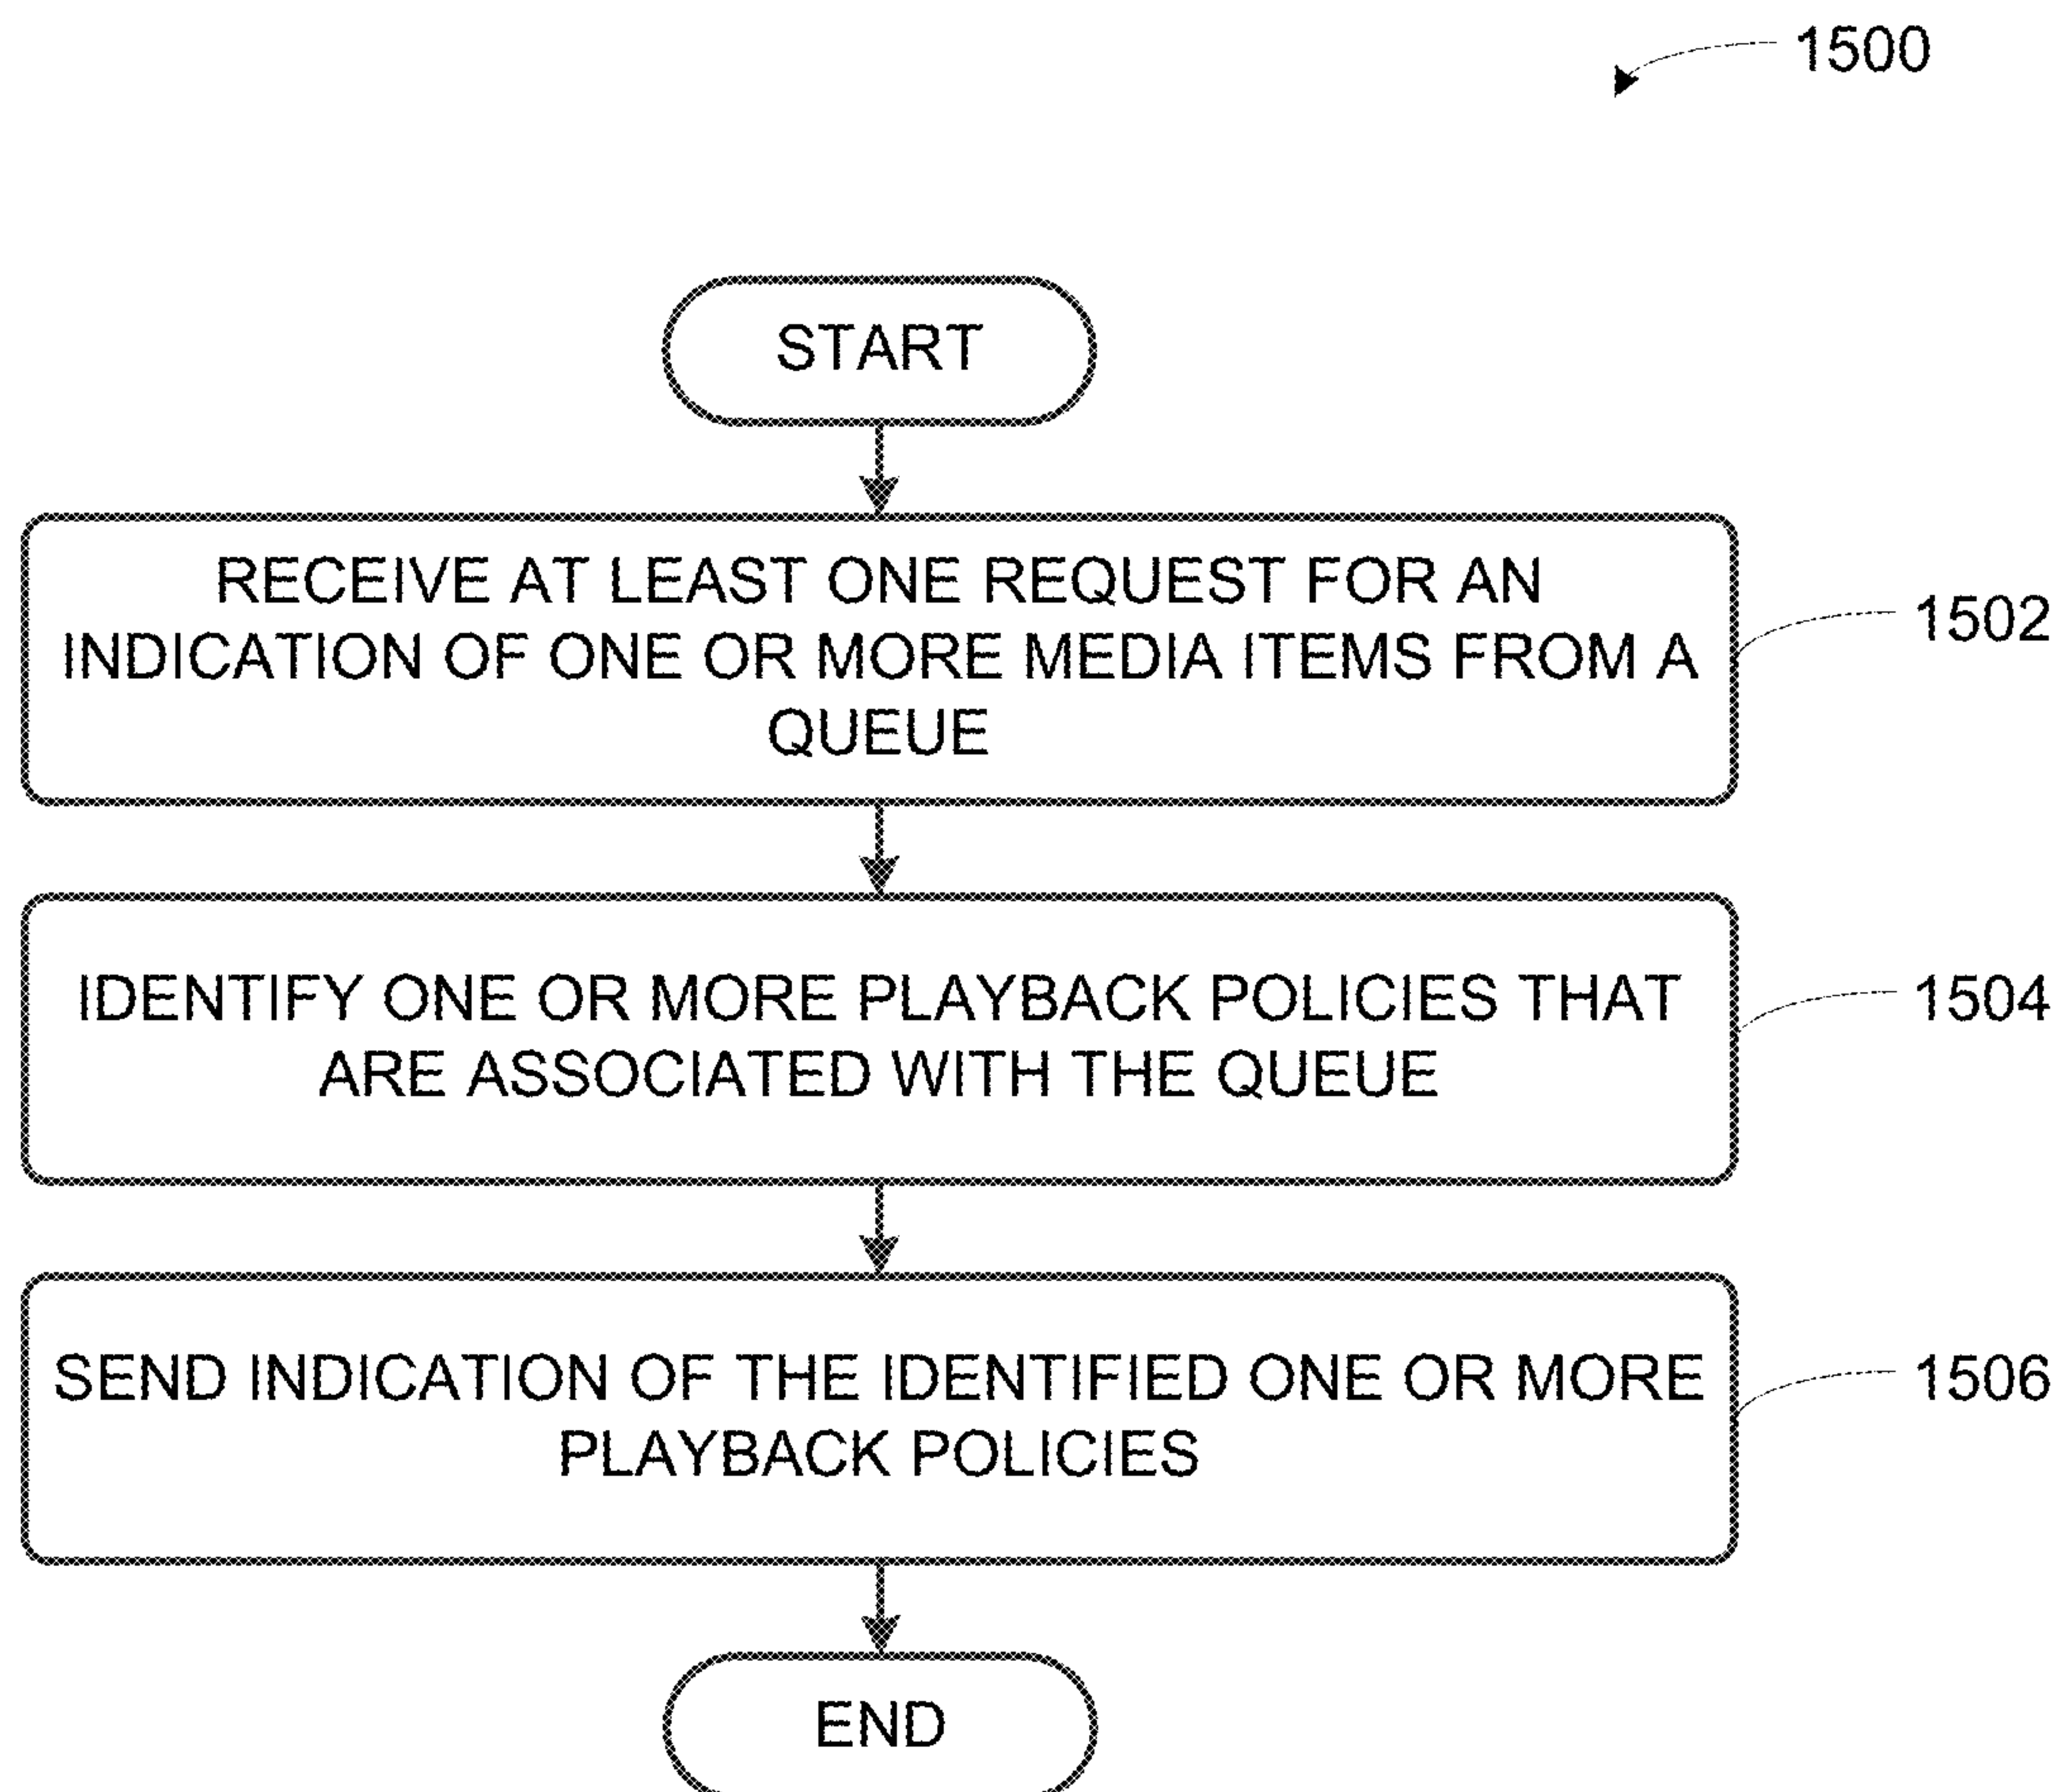 1500
START
RECEIVE AT LEAST ONE REQUEST FOR AN
INDICATION OF ONE OR MORE MEDIA ITEMS FROM A
QUEUE
1502
IDENTIFY ONE OR MORE PLAYBACK POLICIES THAT
ARE ASSOCIATED WITH THE QUEUE
1504
SEND INDICATION OF THE IDENTIFIED ONE OR MORE
PLAYBACK POLICIES
1506
END